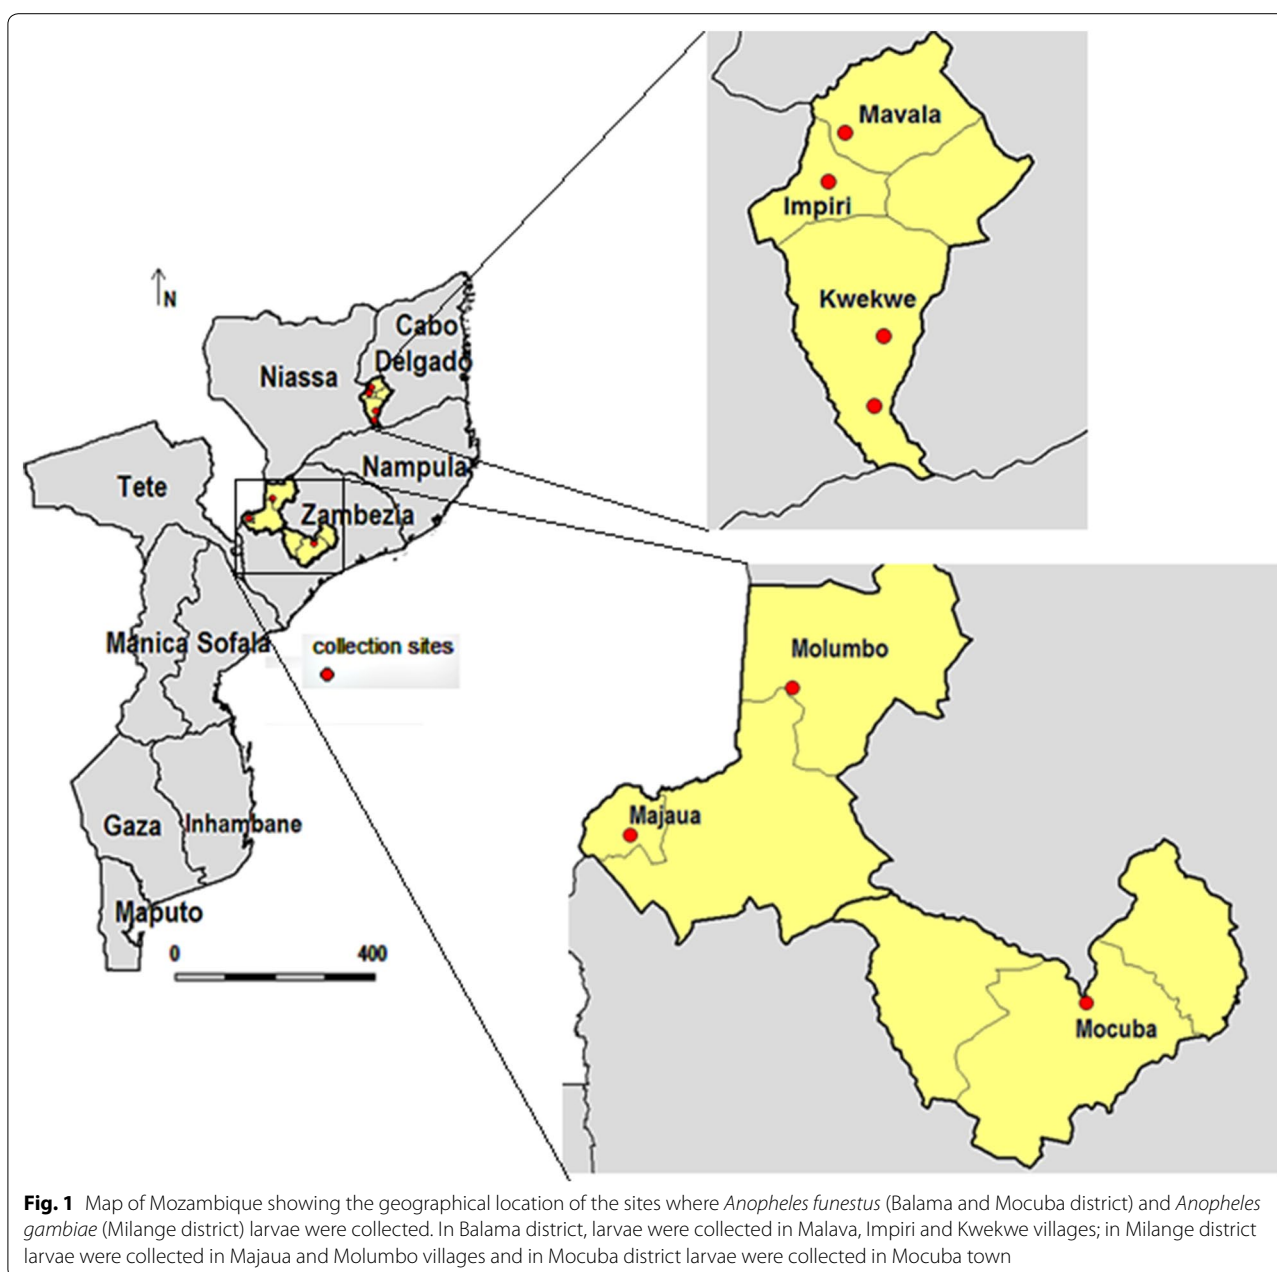 Mavala
Impiri
Kwekwe
N
Cabo
Delgado
Niassa
Nampula
Tete
Zambezia
Manica
Sofala
collection sites
Gaza
Inhambane
Maputo
0
400
Molumbo
Majaua
Mocuba
Fig. 1 Map of Mozambique showing the geographical location of the sites where Anopheles funestus (Balama and Mocuba district) and Anopheles
gambiae (Milange district) larvae were collected. In Balama district, larvae were collected in Malava, Impiri and Kwekwe villages; in Milange district
larvae were collected in Majaua and Molumbo villages and in Mocuba district larvae were collected in Mocuba town